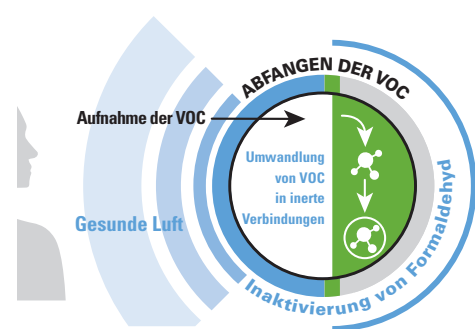 ABFANGEN DER VOC
Aufnahme der VOC
Umwandlung
von VOC
in inerte
Verbindungen
Gesunde Luft
Inaktivierung von Formaldehyd